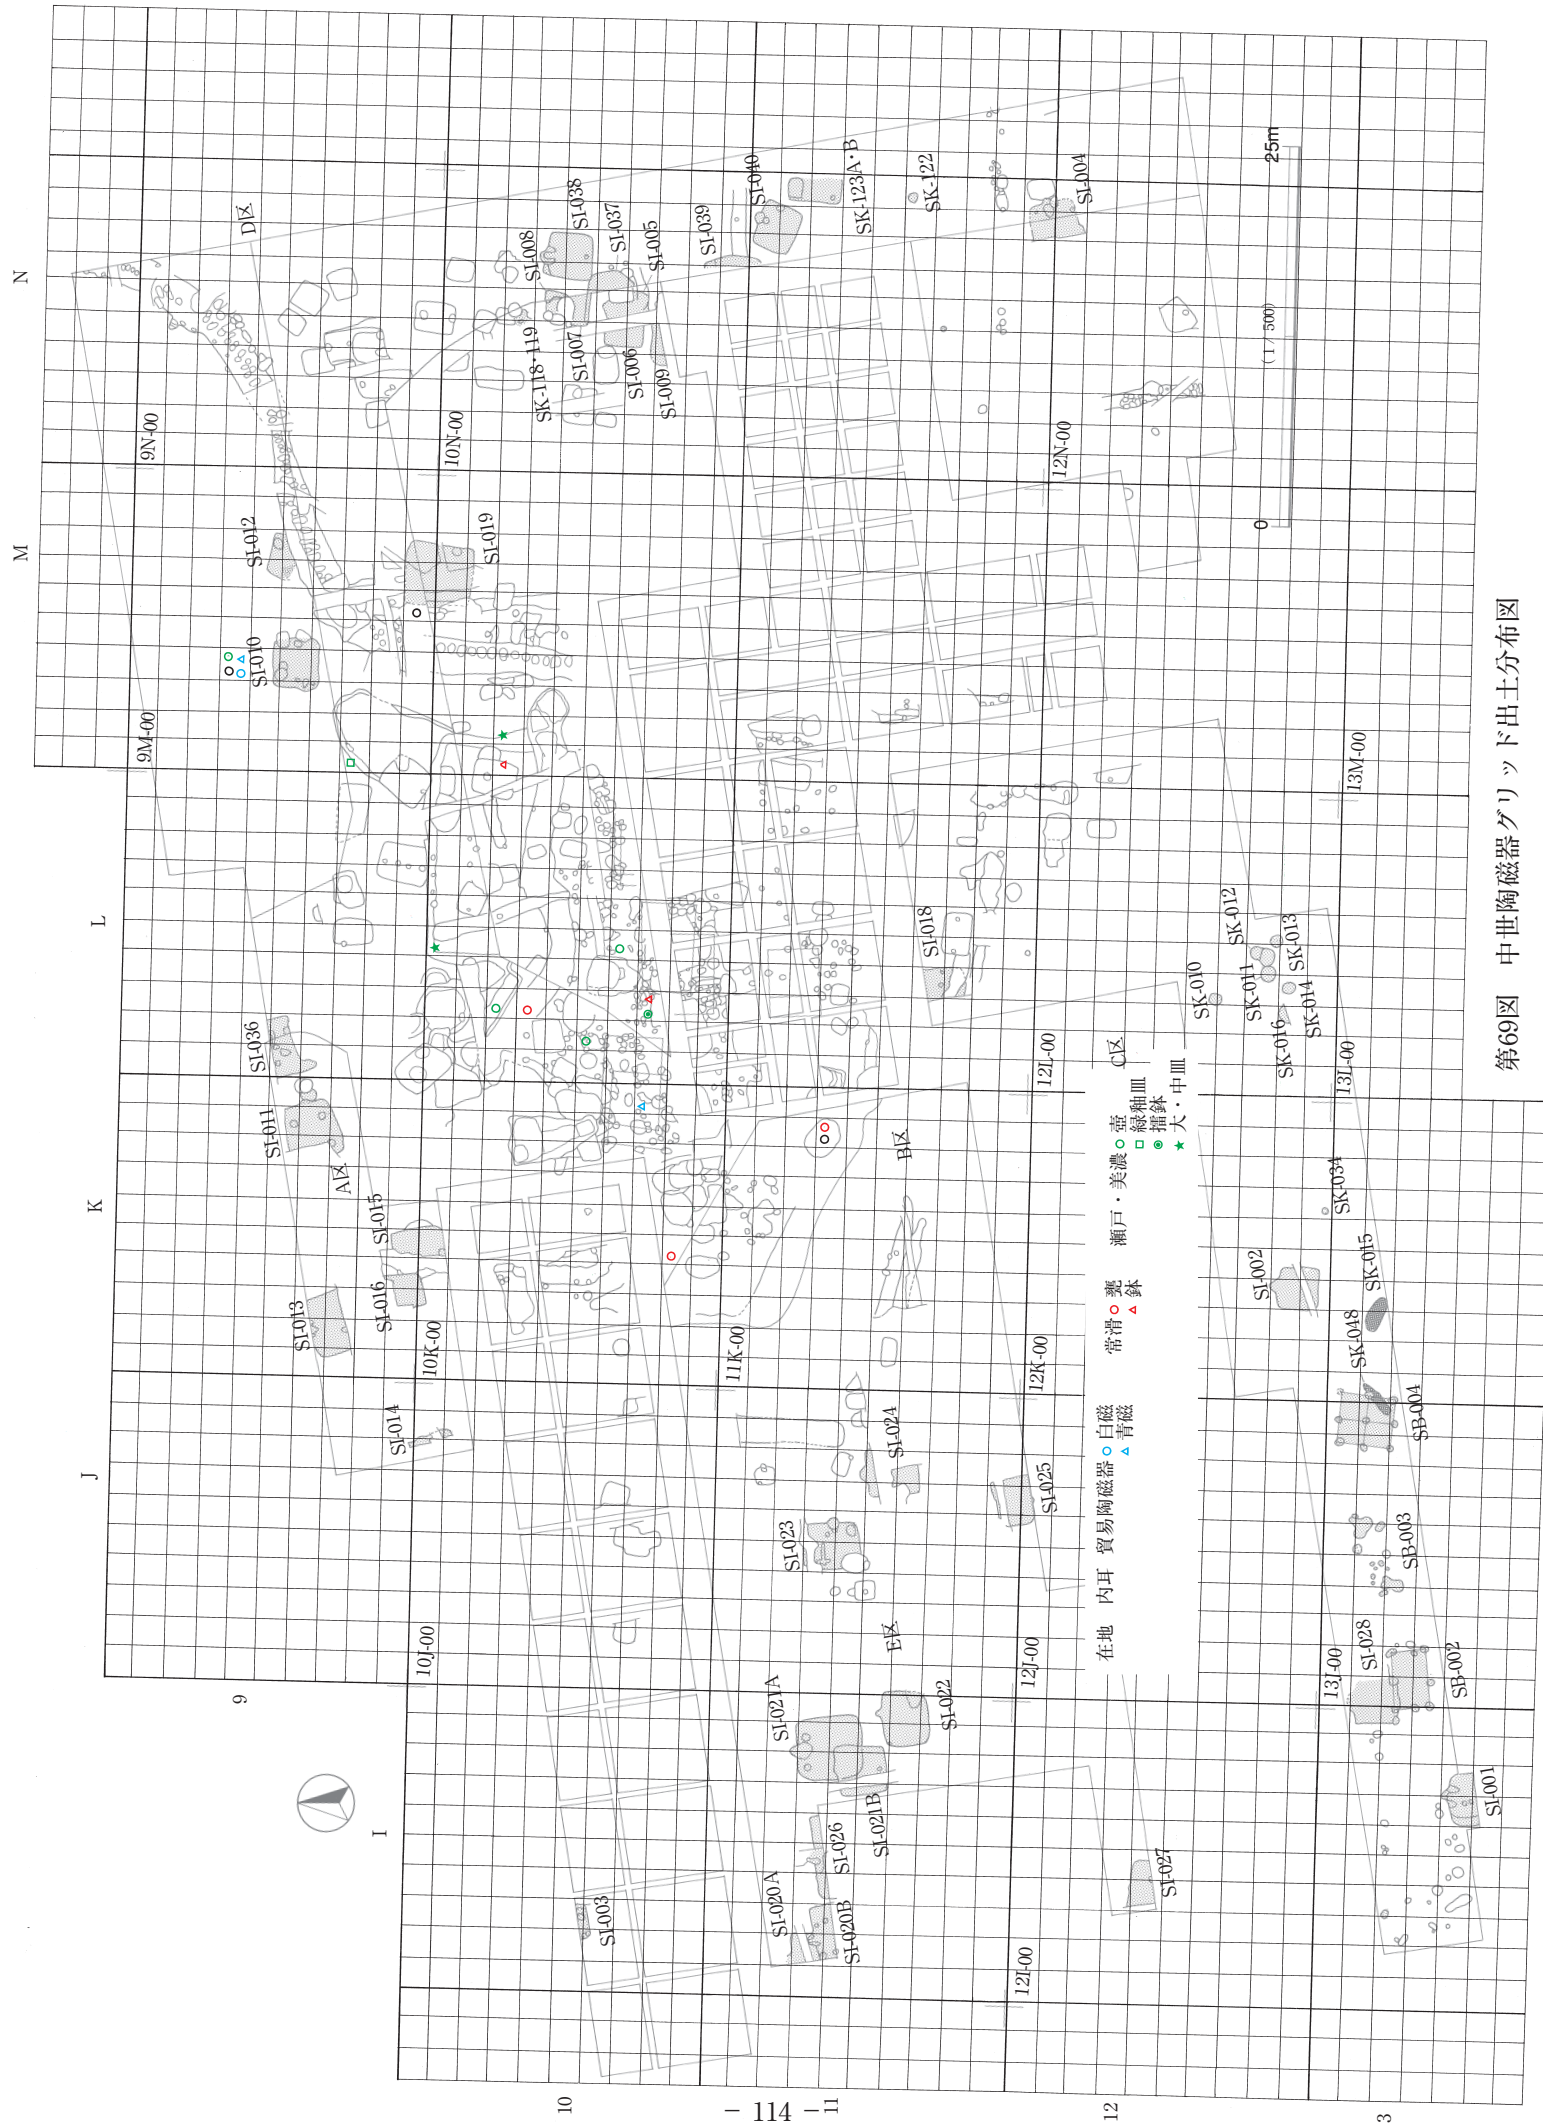 M
N
L
K
J
I
9
10
11
12
3
9N-00
10N-00
12N-00
9M-00
13M-00
12L-00
13L-00
10K-00
11K-00
12K-00
10J-00
12J-00
13J-00
12I-00
A区
B区
C区
D区
E区
SI-012
SI-010
SI-019
SI-008
SI-038
SI-037
SI-005
SK-118・119
SI-007
SI-006
SI-009
SI-039
SI-040
SK-123A・B
SK-122
SI-004
SI-036
SI-011
SI-015
SI-016
SI-013
SI-014
SI-018
SK-012
SK-010
SK-011
SK-013
SK-014
SK-016
SK-034
SI-002
SK-015
SK-048
SB-004
SB-003
SI-028
SB-002
SI-001
SI-024
SI-025
SI-023
SI-021A
SI-022
SI-021B
SI-026
SI-020A
SI-020B
SI-003
SI-027
在地 内耳 貿易陶磁器 白磁
青磁
常滑 甕
鉢
瀬戸・美濃 壺
緑釉皿
擂鉢
大・中皿
0
25m
(1/500)
第69図 中世陶磁器グリッド出土分布図
- 114 -